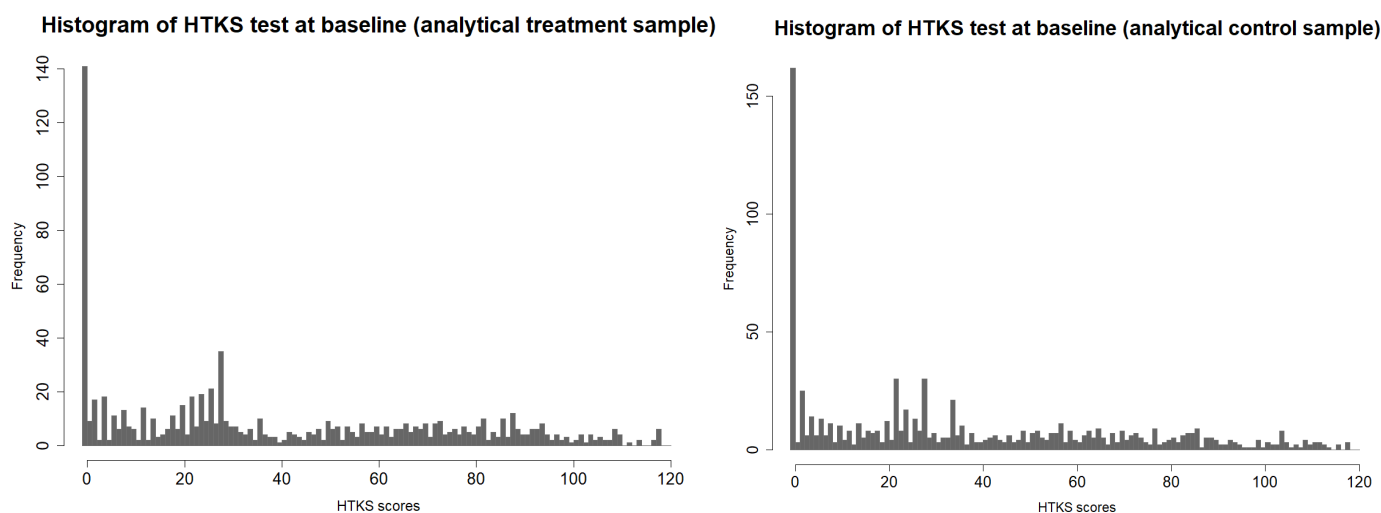 Histogram of HTKS test at baseline (analytical treatment sample)
140
120
100
80
60
40
20
0
Frequency
0 20 40 60 80 100 120
HTKS scores
Histogram of HTKS test at baseline (analytical control sample)
150
100
50
0
Frequency
0 20 40 60 80 100 120
HTKS scores